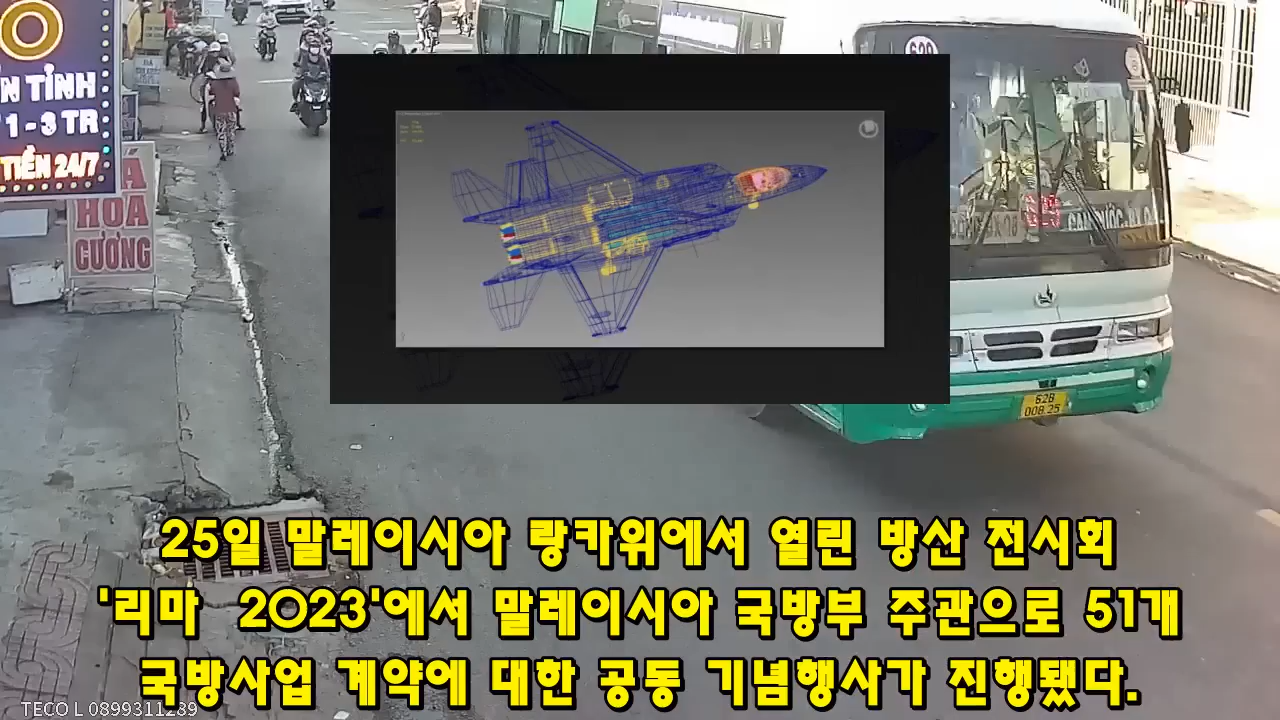 N TỈNH
1 - 3 TR
TIỀN 24/7
HOA
CƯƠNG
629
62B
008.25
25일 말레이시아 랑카위에서 열린 방산 전시회
'리마 2023'에서 말레이시아 국방부 주관으로 51개
국방사업 계약에 대한 공동 기념행사가 진행됐다.
TECO L 0899311289